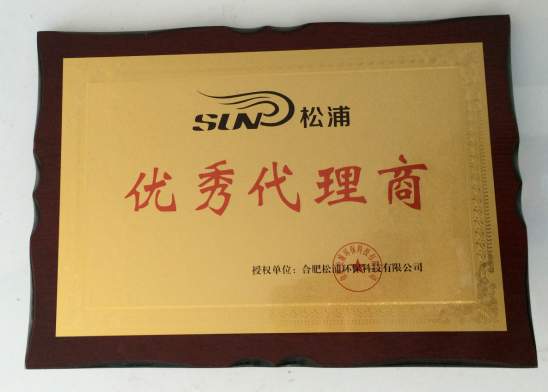 SUN 松浦
优秀代理商
授权单位：合肥松浦环保科技有限公司